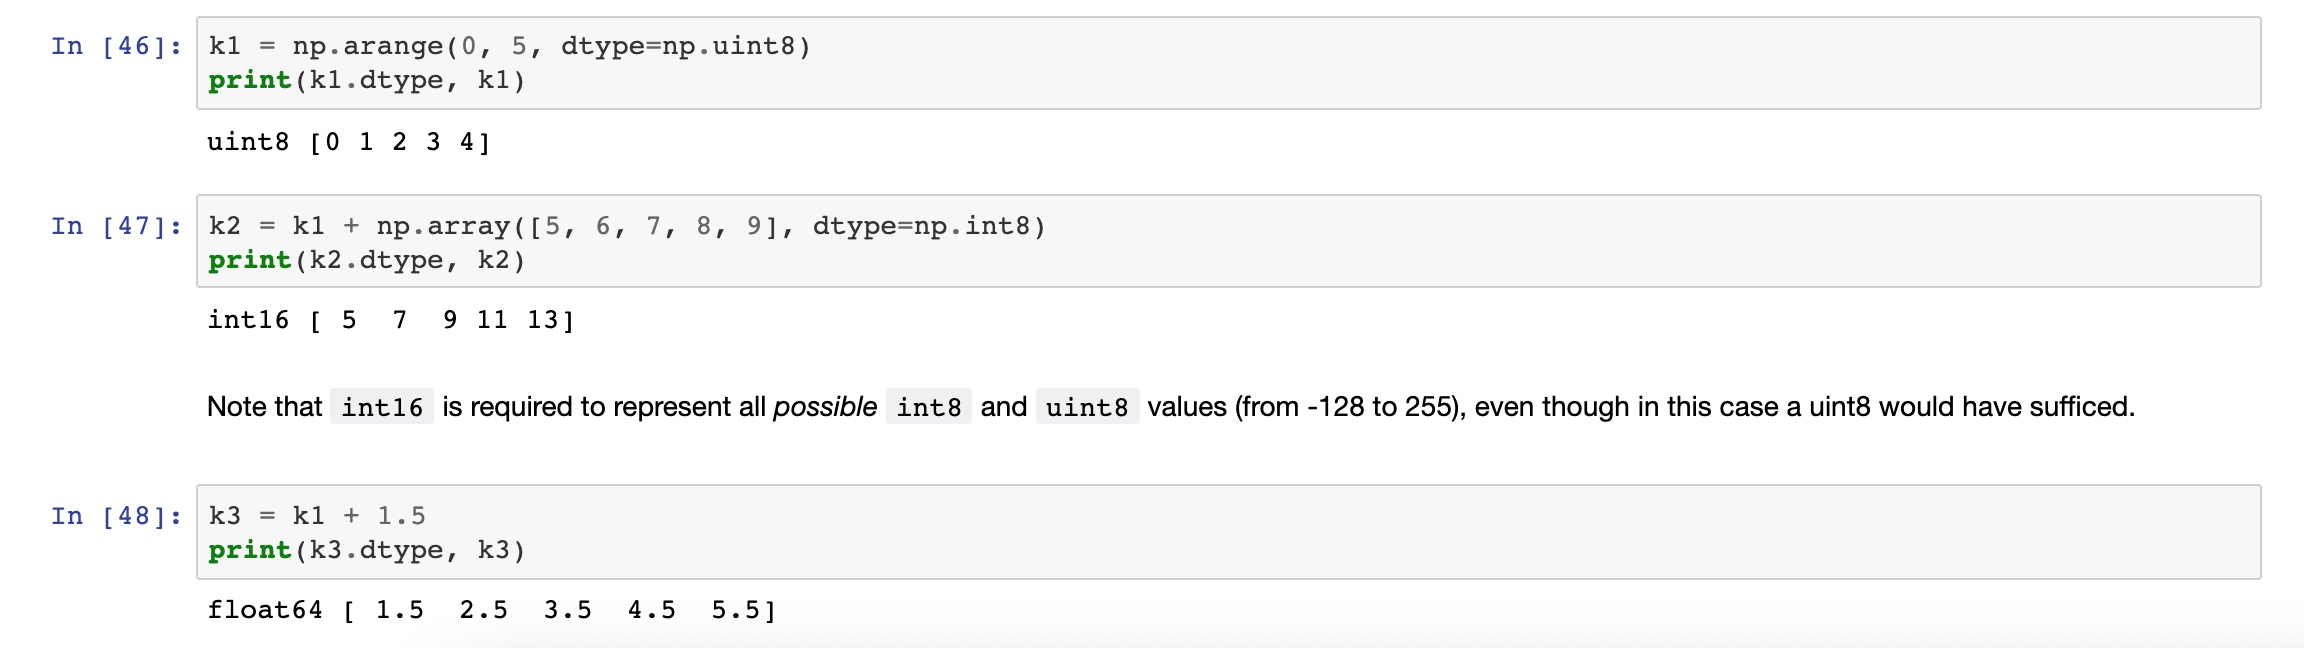 In [46]: k1 = np.arange(0, 5, dtype=np.uint8)
print(k1.dtype, k1)
uint8 [0 1 2 3 4]
In [47]: k2 = k1 + np.array([5, 6, 7, 8, 9], dtype=np.int8)
print(k2.dtype, k2)
int16 [ 5  7  9 11 13]
Note that int16 is required to represent all possible int8 and uint8 values (from -128 to 255), even though in this case a uint8 would have sufficed.
In [48]: k3 = k1 + 1.5
print(k3.dtype, k3)
float64 [ 1.5  2.5  3.5  4.5  5.5]